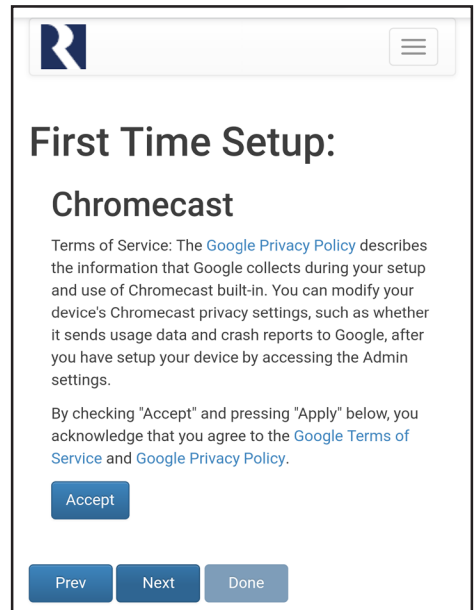 First Time Setup:
Chromecast
Terms of Service: The Google Privacy Policy describes
the information that Google collects during your setup
and use of Chromecast built-in. You can modify your
device's Chromecast privacy settings, such as whether
it sends usage data and crash reports to Google, after
you have setup your device by accessing the Admin
settings.
By checking "Accept" and pressing "Apply" below, you
acknowledge that you agree to the Google Terms of
Service and Google Privacy Policy.
Accept
Prev Next Done